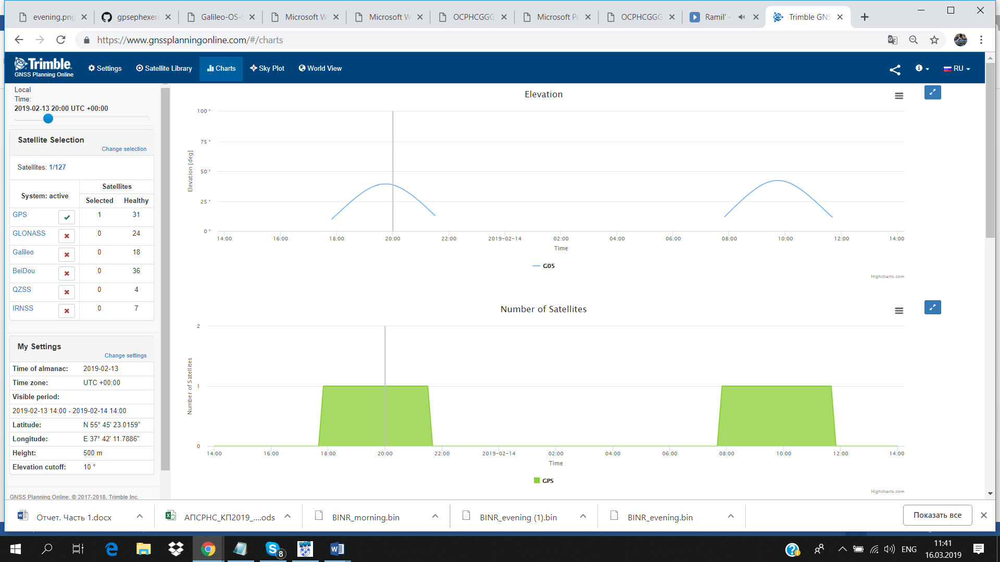 evening.png
gpsephexer
Galileo-OS-S
Microsoft W
Microsoft W
OCPHCGGG
Microsoft Po
OCPHCGGG
Ramil' -
Trimble GNS
https://www.gnssplanningonline.com/#/charts
Trimble.
GNSS Planning Online
Settings
Satellite Library
Charts
Sky Plot
World View
RU
Local
Time:
2019-02-13 20:00 UTC +00:00
Satellite Selection
Change selection
Satellites: 1/127
System: active
Satellites
Selected Healthy
GPS 1 31
GLONASS 0 24
Galileo 0 18
BeiDou 0 36
QZSS 0 4
IRNSS 0 7
My Settings
Change settings
Time of almanac: 2019-02-13
Time zone: UTC +00:00
Visible period:
2019-02-13 14:00 - 2019-02-14 14:00
Latitude: N 55° 45' 23.0159"
Longitude: E 37° 42' 11.7886"
Height: 500 m
Elevation cutoff: 10 °
GNSS Planning Online, © 2017-2018, Trimble Inc.
Elevation
Elevation [deg]
100 °
75 °
50 °
25 °
0 °
14:00 16:00 18:00 20:00 22:00 2019-02-14 02:00 04:00 06:00 08:00 10:00 12:00 14:00
Time
G05
Highcharts.com
Number of Satellites
Number of Satellites
2
1
0
14:00 16:00 18:00 20:00 22:00 2019-02-14 02:00 04:00 06:00 08:00 10:00 12:00 14:00
Time
GPS
Highcharts.com
Отчет. Часть 1.docx
АПСРНС_КП2019_....ods
BINR_morning.bin
BINR_evening (1).bin
BINR_evening.bin
Показать все
8
ENG
11:41
16.03.2019